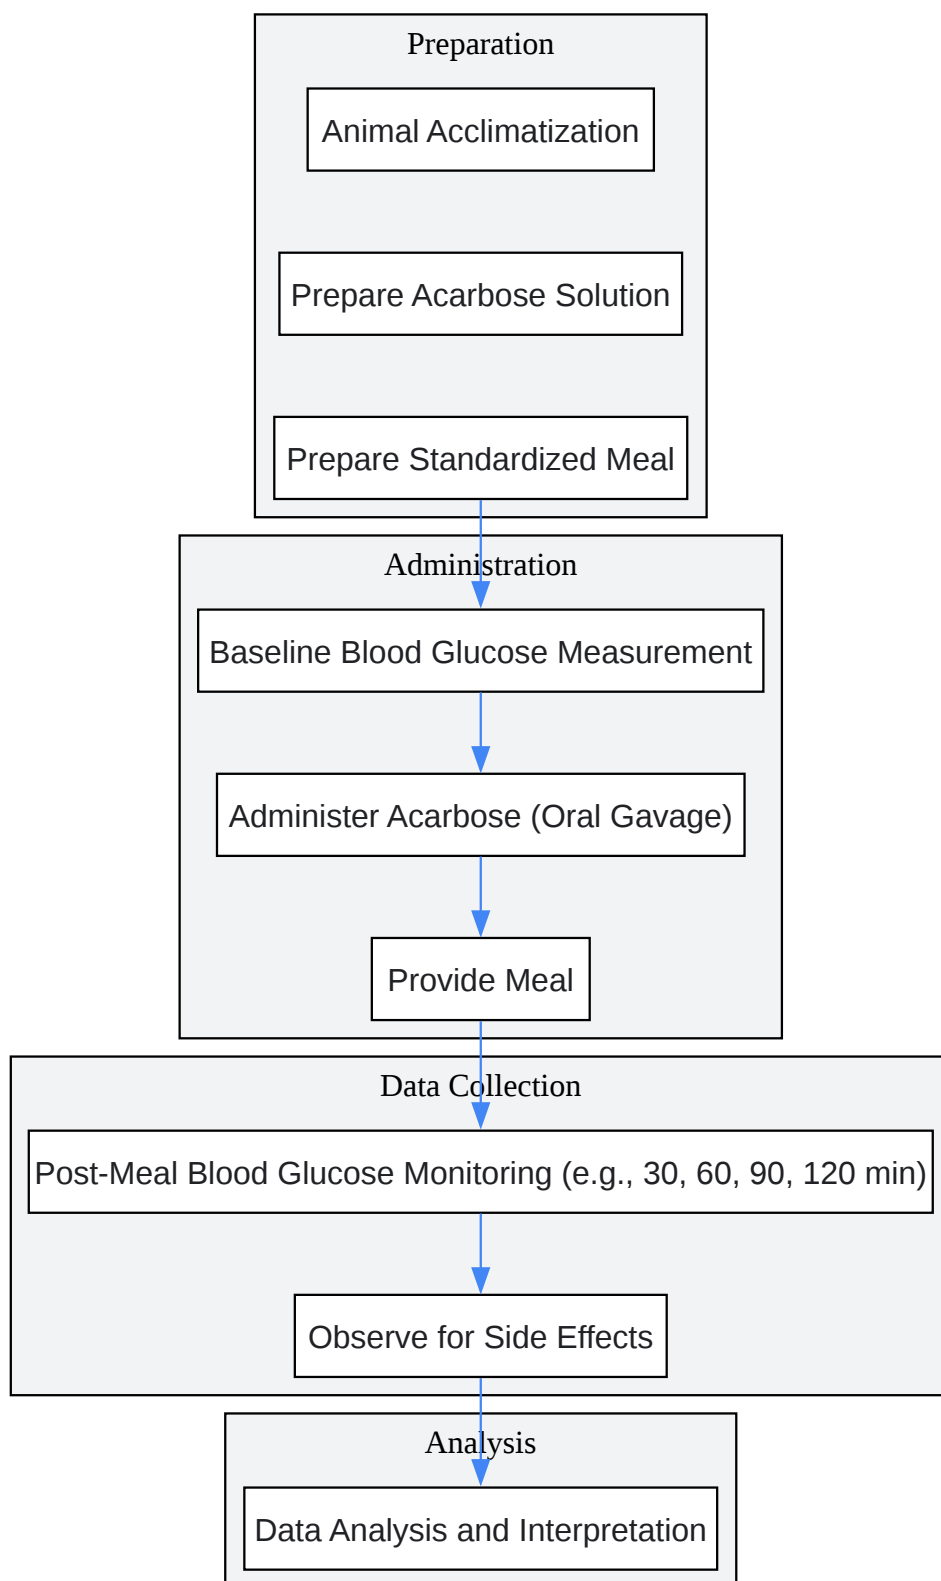 Preparation
Animal Acclimatization
Prepare Acarbose Solution
Prepare Standardized Meal
Administration
Baseline Blood Glucose Measurement
Administer Acarbose (Oral Gavage)
Provide Meal
Data Collection
Post-Meal Blood Glucose Monitoring (e.g., 30, 60, 90, 120 min)
Observe for Side Effects
Analysis
Data Analysis and Interpretation